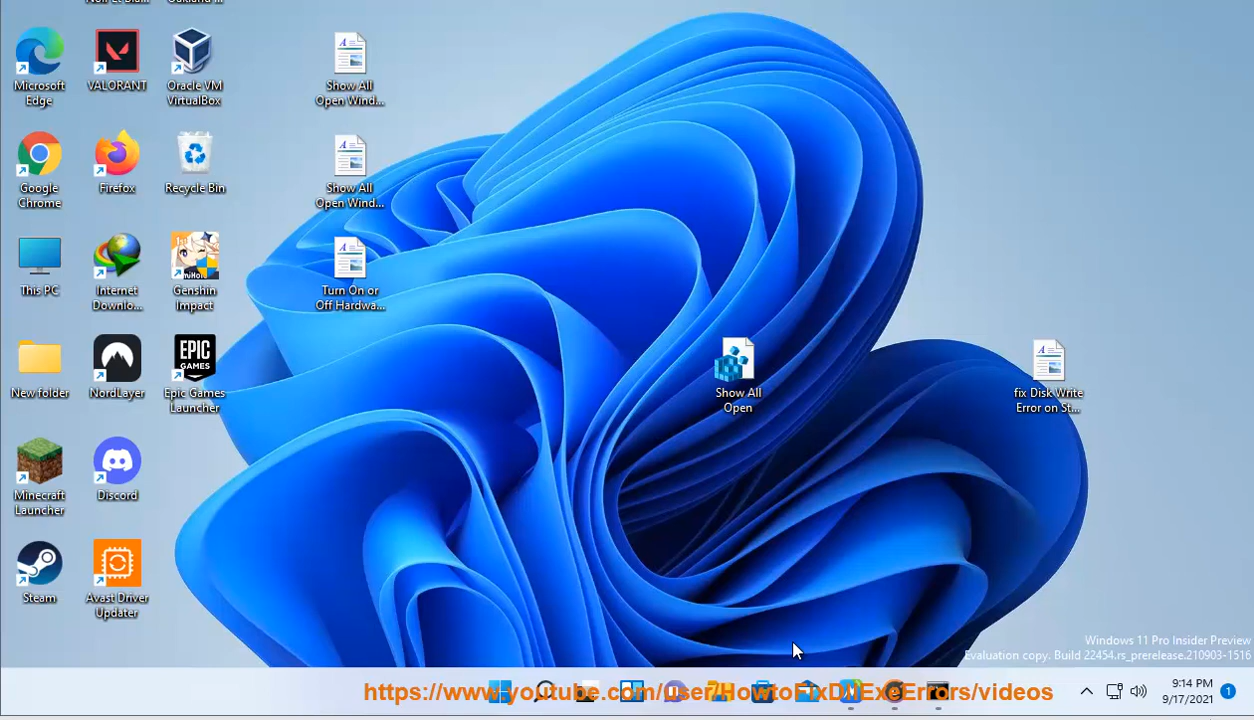 Microsoft Edge
VALORANT
Oracle VM VirtualBox
Show All Open Wind...
Google Chrome
Firefox
Recycle Bin
Show All Open Wind...
This PC
Internet Downlo...
Genshin Impact
Turn On or Off Hardwa...
New folder
NordLayer
EPIC GAMES
Epic Games Launcher
Show All Open
fix Disk Write Error on St...
Minecraft Launcher
Discord
Steam
Avast Driver Updater
Windows 11 Pro Insider Preview
Evaluation copy. Build 22454.rs_prerelease.210903-1516
https://www.youtube.com/user/HowtoFixDllExeErrors/videos
9:14 PM
9/17/2021
1